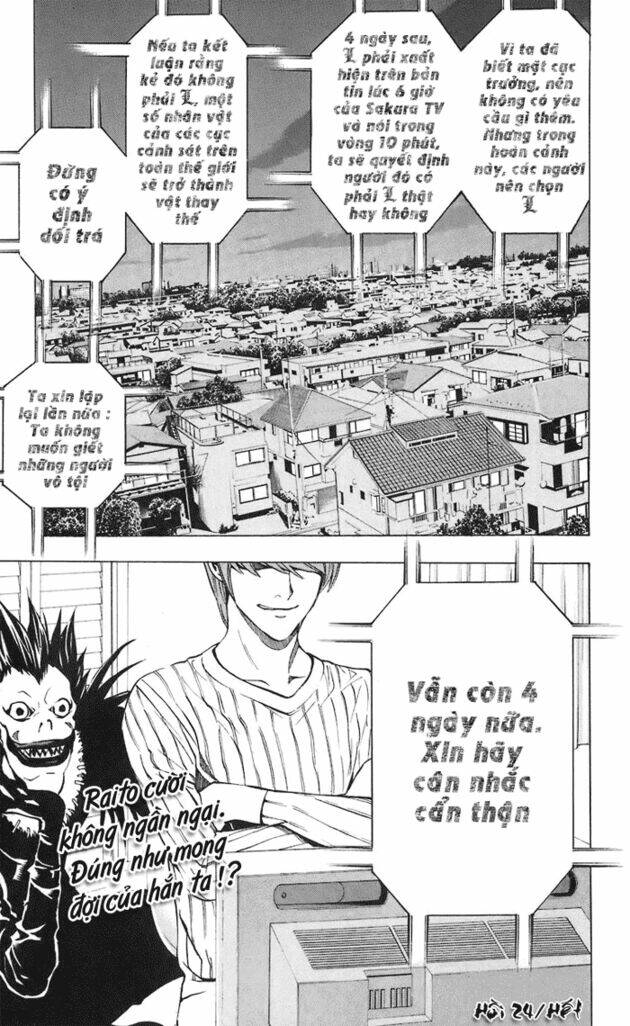 Vì ta đã
biết mặt cục
trưởng, nên
không có yêu
cầu gì thêm.
Nhưng trong
hoàn cảnh
này, các người
nên chọn
L
4 ngày sau,
L phải xuất
hiện trên bản
tin lúc 6 giờ
của Sakura TV
và nói trong
vòng 10 phút,
ta sẽ quyết định
người đó có
phải L thật
hay không
Nếu ta kết
luận rằng
kẻ đó không
phải L, một
số nhân vật
của các cục
cảnh sát trên
toàn thế giới
sẽ trở thành
vật thay
thế
Đừng
có ý
định
dối trá
Ta xin lập
lại lần nữa :
Ta không
muốn giết
những người
vô tội
Vẫn còn 4
ngày nữa.
Xin hãy
cân nhắc
cẩn thận
Raito cười
không ngần ngại.
Đúng như mong
đợi của hắn ta !?
Hồi 24/Hết